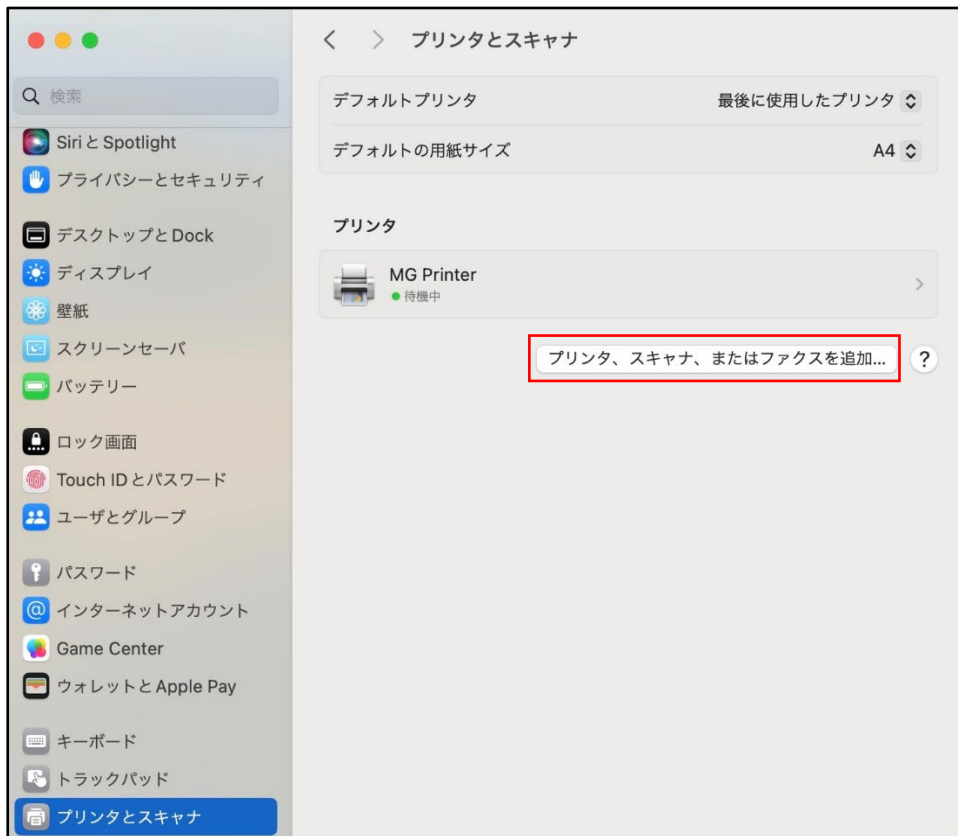 検索
Siri と Spotlight
プライバシーとセキュリティ
デスクトップと Dock
ディスプレイ
壁紙
スクリーンセーバ
バッテリー
ロック画面
Touch ID とパスワード
ユーザとグループ
パスワード
インターネットアカウント
Game Center
ウォレットと Apple Pay
キーボード
トラックパッド
プリンタとスキャナ
プリンタとスキャナ
デフォルトプリンタ 最後に使用したプリンタ
デフォルトの用紙サイズ A4
プリンタ
MG Printer
待機中
プリンタ、スキャナ、またはファクスを追加... ?